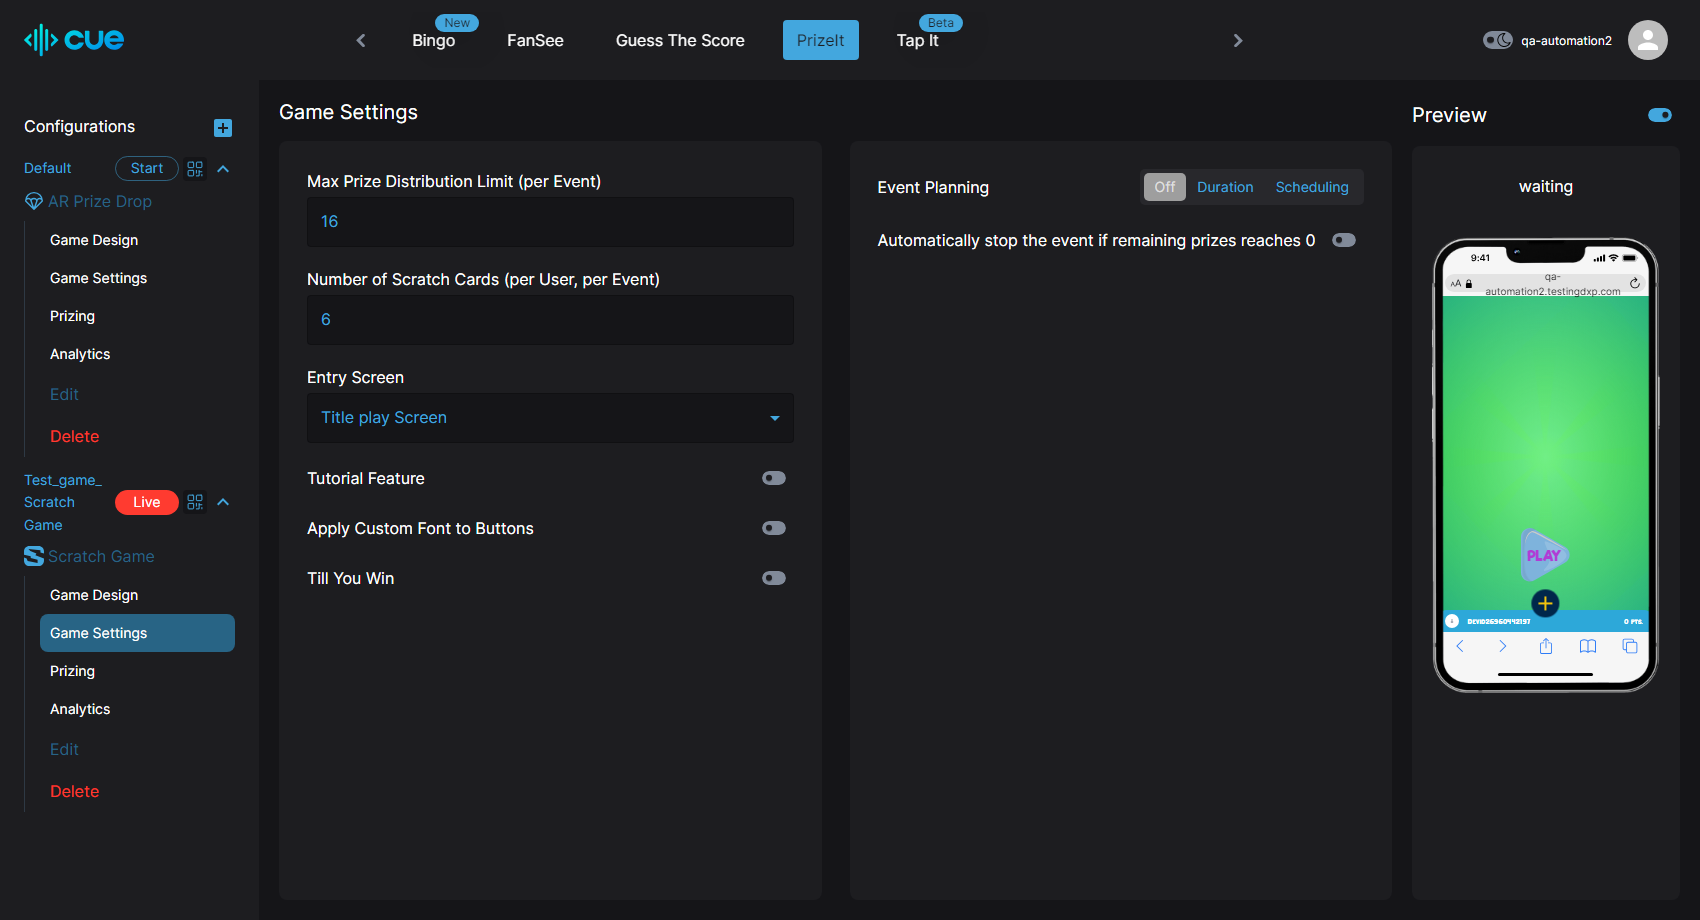 cue
New
Bingo
FanSee
Guess The Score
PrizeIt
Beta
Tap It
qa-automation2
Configurations
Default
Start
AR Prize Drop
Game Design
Game Settings
Prizing
Analytics
Edit
Delete
Test_game_
Scratch
Game
Live
Scratch Game
Game Design
Game Settings
Prizing
Analytics
Edit
Delete
Game Settings
Max Prize Distribution Limit (per Event)
16
Number of Scratch Cards (per User, per Event)
6
Entry Screen
Title play Screen
Tutorial Feature
Apply Custom Font to Buttons
Till You Win
Event Planning
Off
Duration
Scheduling
Automatically stop the event if remaining prizes reaches 0
Preview
waiting
9:41
AA
qa-
automation2.testingdxp.com
PLAY
0 PTS.